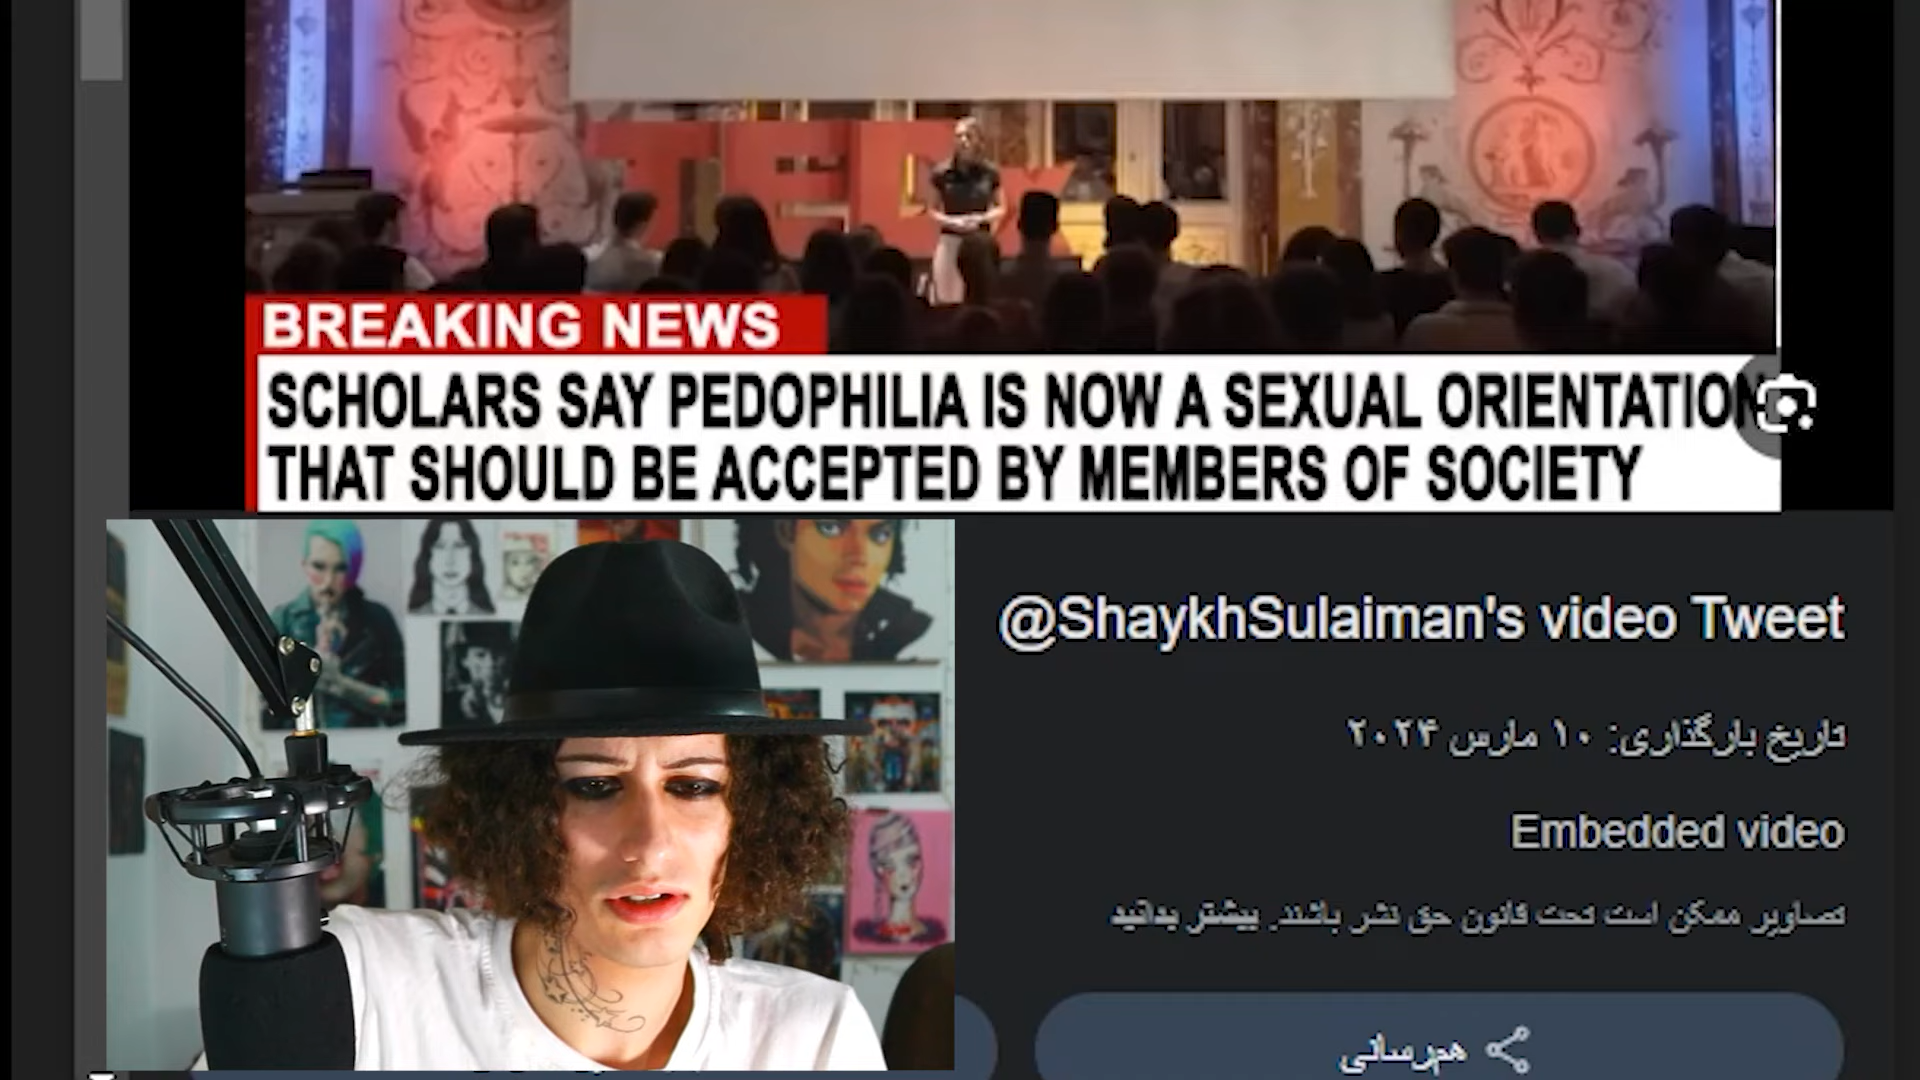 TEDx
BREAKING NEWS
SCHOLARS SAY PEDOPHILIA IS NOW A SEXUAL ORIENTATION
THAT SHOULD BE ACCEPTED BY MEMBERS OF SOCIETY
@ShaykhSulaiman's video Tweet
تاریخ بارگذاری: ۱۰ مارس ۲۰۲۴
Embedded video
تصاویر ممکن است تحت قانون حق نشر باشند. بیشتر بدانید
هم‌رسانی